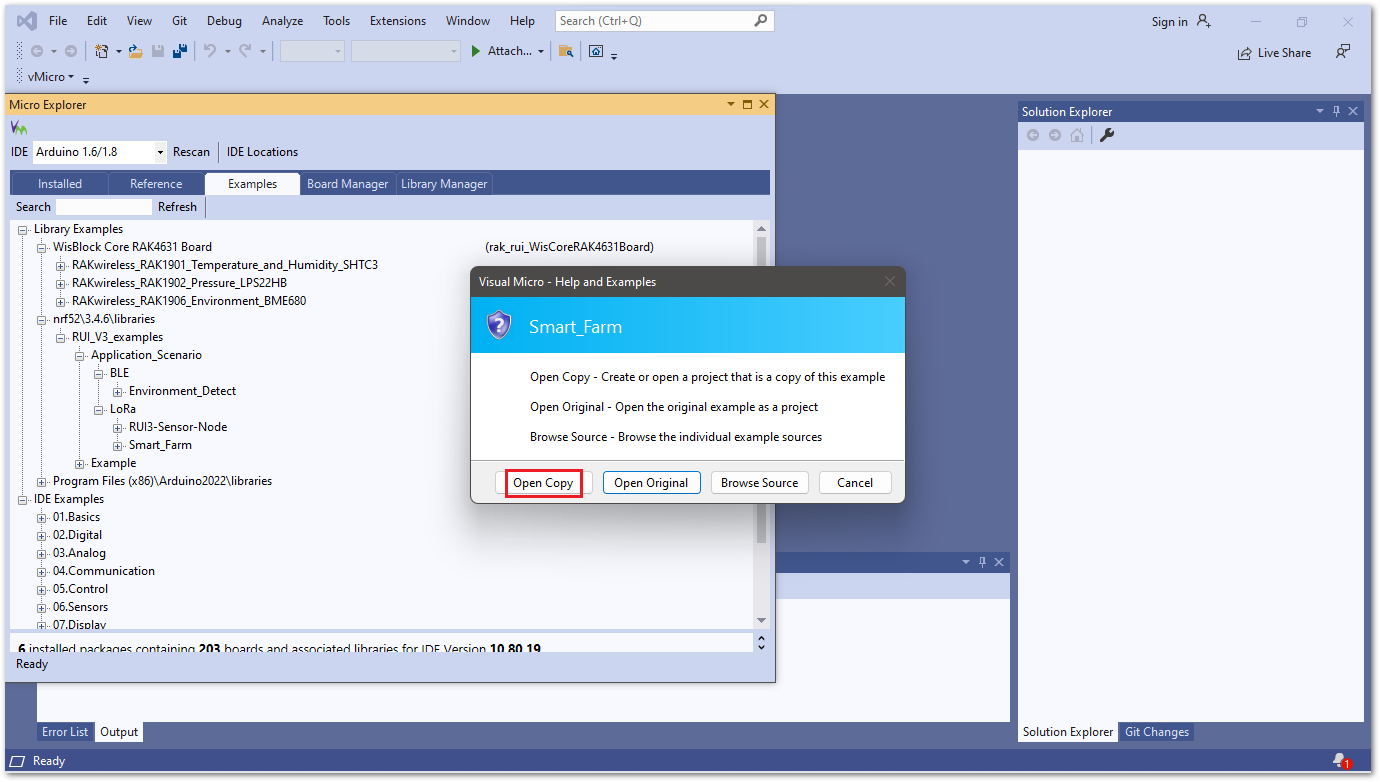 File Edit View Git Debug Analyze Tools Extensions Window Help Search (Ctrl+Q) Sign in
Attach... Live Share
vMicro
Micro Explorer
IDE Arduino 1.6/1.8 Rescan IDE Locations
Installed Reference Examples Board Manager Library Manager
Search Refresh
Library Examples
WisBlock Core RAK4631 Board (rak_rui_WisCoreRAK4631Board)
RAKwireless_RAK1901_Temperature_and_Humidity_SHTC3
RAKwireless_RAK1902_Pressure_LPS22HB
RAKwireless_RAK1906_Environment_BME680
nrf52\3.4.6\libraries
RUI_V3_examples
Application_Scenario
BLE
Environment_Detect
LoRa
RUI3-Sensor-Node
Smart_Farm
Example
Program Files (x86)\Arduino2022\libraries
IDE Examples
01.Basics
02.Digital
03.Analog
04.Communication
05.Control
06.Sensors
07.Display
6 installed packages containing 203 boards and associated libraries for IDE Version 10.80.19
Ready
Visual Micro - Help and Examples
Smart_Farm
Open Copy - Create or open a project that is a copy of this example
Open Original - Open the original example as a project
Browse Source - Browse the individual example sources
Open Copy Open Original Browse Source Cancel
Solution Explorer
Error List Output
Solution Explorer Git Changes
Ready 1